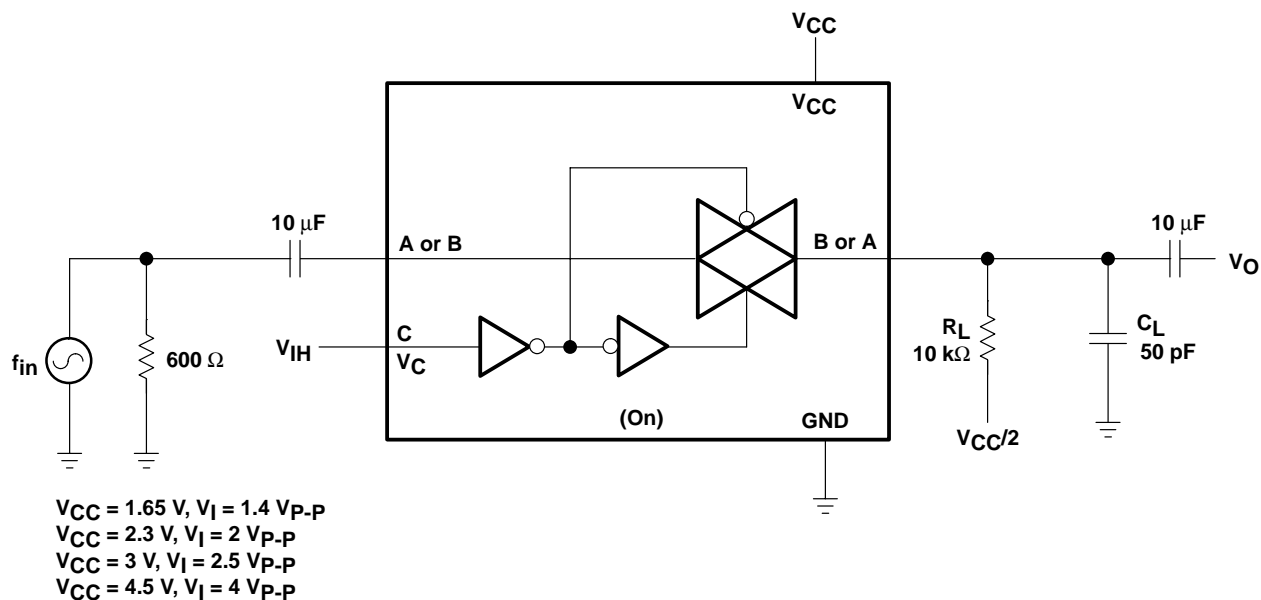 VCC
VCC
10 μF
A or B
B or A
10 μF
VO
fin
600 Ω
VIH
C
VC
RL
10 kΩ
CL
50 pF
(On)
GND
VCC/2
VCC = 1.65 V, VI = 1.4 VP-P
VCC = 2.3 V, VI = 2 VP-P
VCC = 3 V, VI = 2.5 VP-P
VCC = 4.5 V, VI = 4 VP-P